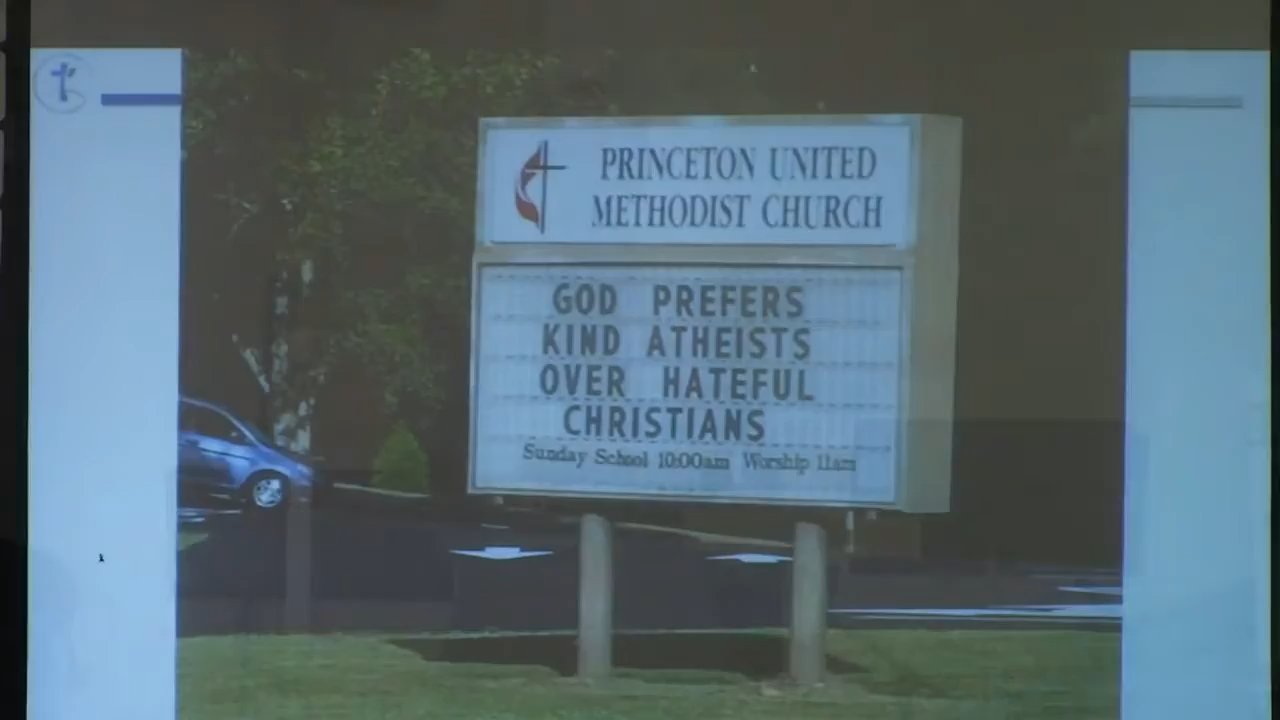 PRINCETON UNITED
METHODIST CHURCH
GOD PREFERS
KIND ATHEISTS
OVER HATEFUL
CHRISTIANS
Sunday School 10:00am Worship 11am